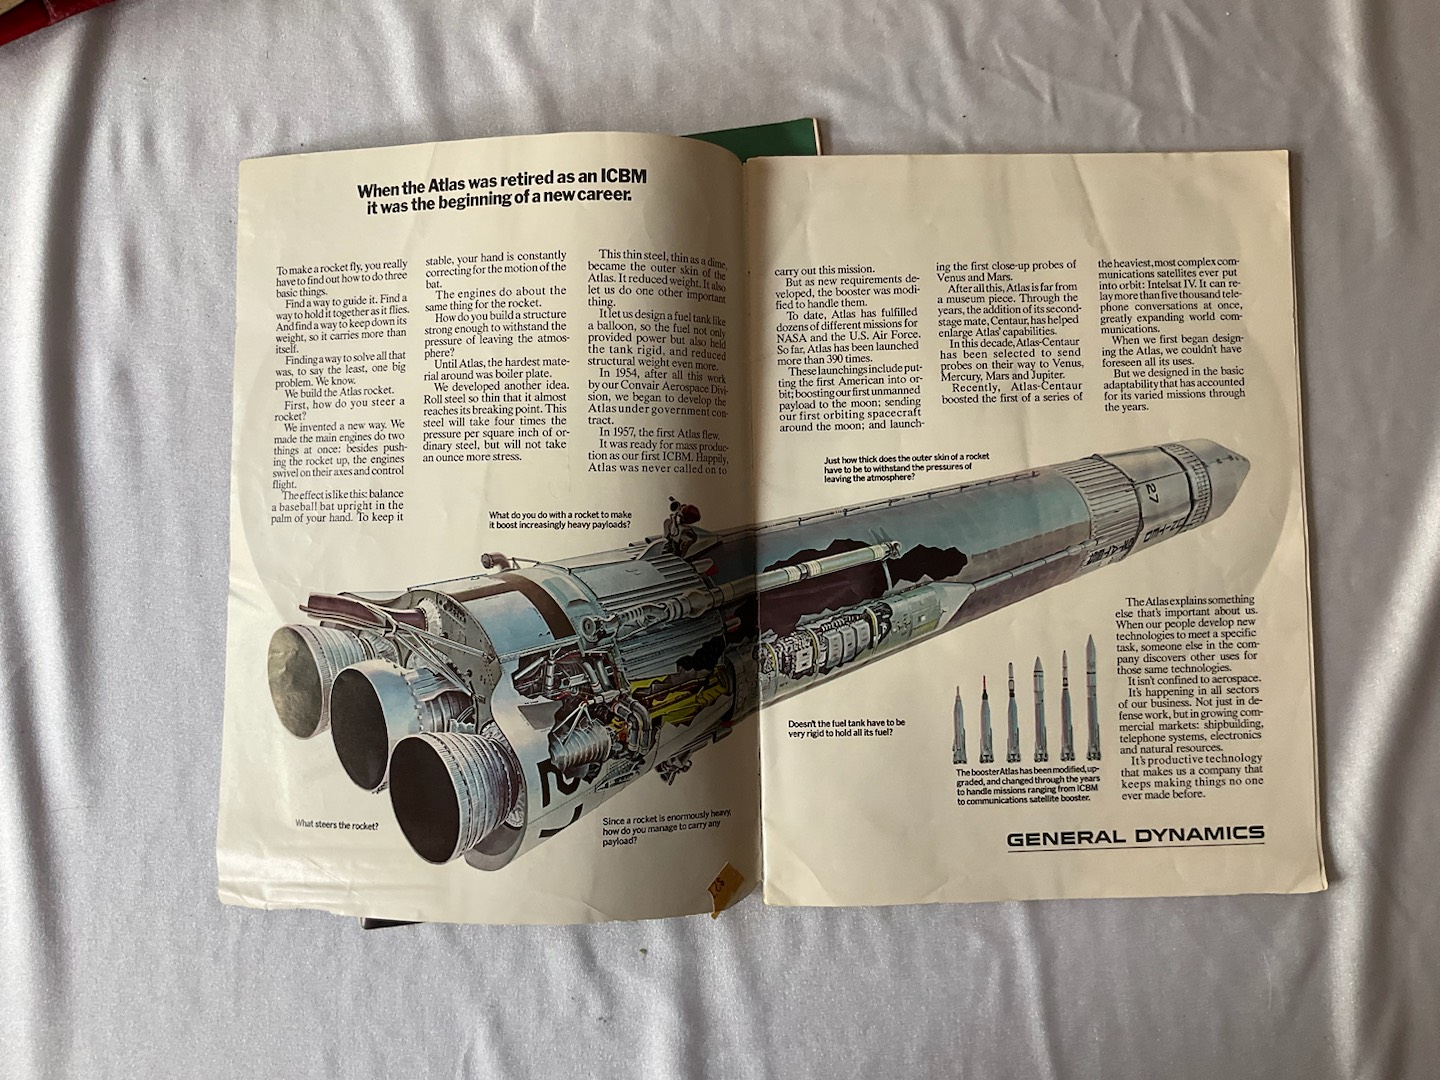 When the Atlas was retired as an ICBM
it was the beginning of a new career.
To make a rocket fly, you really
have to find out how to do three
basic things.
Find a way to guide it. Find a
way to hold it together as it flies.
And find a way to keep down its
weight, so it carries more than
itself.
Finding a way to solve all that
was, to say the least, one big
problem. We know.
We build the Atlas rocket.
First, how do you steer a
rocket?
We invented a new way. We
made the main engines do two
things at once: besides push-
ing the rocket up, the engines
swivel on their axes and control
flight.
The effect is like this: balance
a baseball bat upright in the
palm of your hand. To keep it
stable, your hand is constantly
correcting for the motion of the
bat.
The engines do about the
same thing for the rocket.
How do you build a structure
strong enough to withstand the
pressure of leaving the atmos-
phere?
Until Atlas, the hardest mate-
rial around was boiler plate.
We developed another idea.
Roll steel so thin that it almost
reaches its breaking point. This
steel will take four times the
pressure per square inch of or-
dinary steel, but will not take
an ounce more stress.
This thin steel, thin as a dime,
became the outer skin of the
Atlas. It reduced weight. It also
let us do one other important
thing.
It let us design a fuel tank like
a balloon, so the fuel not only
provided power but also held
the tank rigid, and reduced
structural weight even more.
In 1954, after all this work
by our Convair Aerospace Divi-
sion, we began to develop the
Atlas under government con-
tract.
In 1957, the first Atlas flew.
It was ready for mass produc-
tion as our first ICBM. Happily,
Atlas was never called on to
carry out this mission.
But as new requirements de-
veloped, the booster was modi-
fied to handle them.
To date, Atlas has fulfilled
dozens of different missions for
NASA and the U.S. Air Force.
So far, Atlas has been launched
more than 390 times.
These launchings include put-
ting the first American into or-
bit; boosting our first unmanned
payload to the moon; sending
our first orbiting spacecraft
around the moon; and launch-
ing the first close-up probes of
Venus and Mars.
After all this, Atlas is far from
a museum piece. Through the
years, the addition of its second-
stage mate, Centaur, has helped
enlarge Atlas' capabilities.
In this decade, Atlas-Centaur
has been selected to send
probes on their way to Venus,
Mercury, Mars and Jupiter.
Recently, Atlas-Centaur
boosted the first of a series of
the heaviest, most complex com-
munications satellites ever put
into orbit: Intelsat IV. It can re-
lay more than five thousand tele-
phone conversations at once,
greatly expanding world com-
munications.
When we first began design-
ing the Atlas, we couldn't have
foreseen all its uses.
But we designed in the basic
adaptability that has accounted
for its varied missions through
the years.
Just how thick does the outer skin of a rocket
have to be to withstand the pressures of
leaving the atmosphere?
What do you do with a rocket to make
it boost increasingly heavy payloads?
27
27
What steers the rocket?
Since a rocket is enormously heavy,
how do you manage to carry any
payload?
Doesn't the fuel tank have to be
very rigid to hold all its fuel?
The booster Atlas has been modified, up-
graded, and changed through the years
to handle missions ranging from ICBM
to communications satellite booster.
The Atlas explains something
else that's important about us.
When our people develop new
technologies to meet a specific
task, someone else in the com-
pany discovers other uses for
those same technologies.
It isn't confined to aerospace.
It's happening in all sectors
of our business. Not just in de-
fense work, but in growing com-
mercial markets: shipbuilding,
telephone systems, electronics
and natural resources.
It's productive technology
that makes us a company that
keeps making things no one
ever made before.
GENERAL DYNAMICS